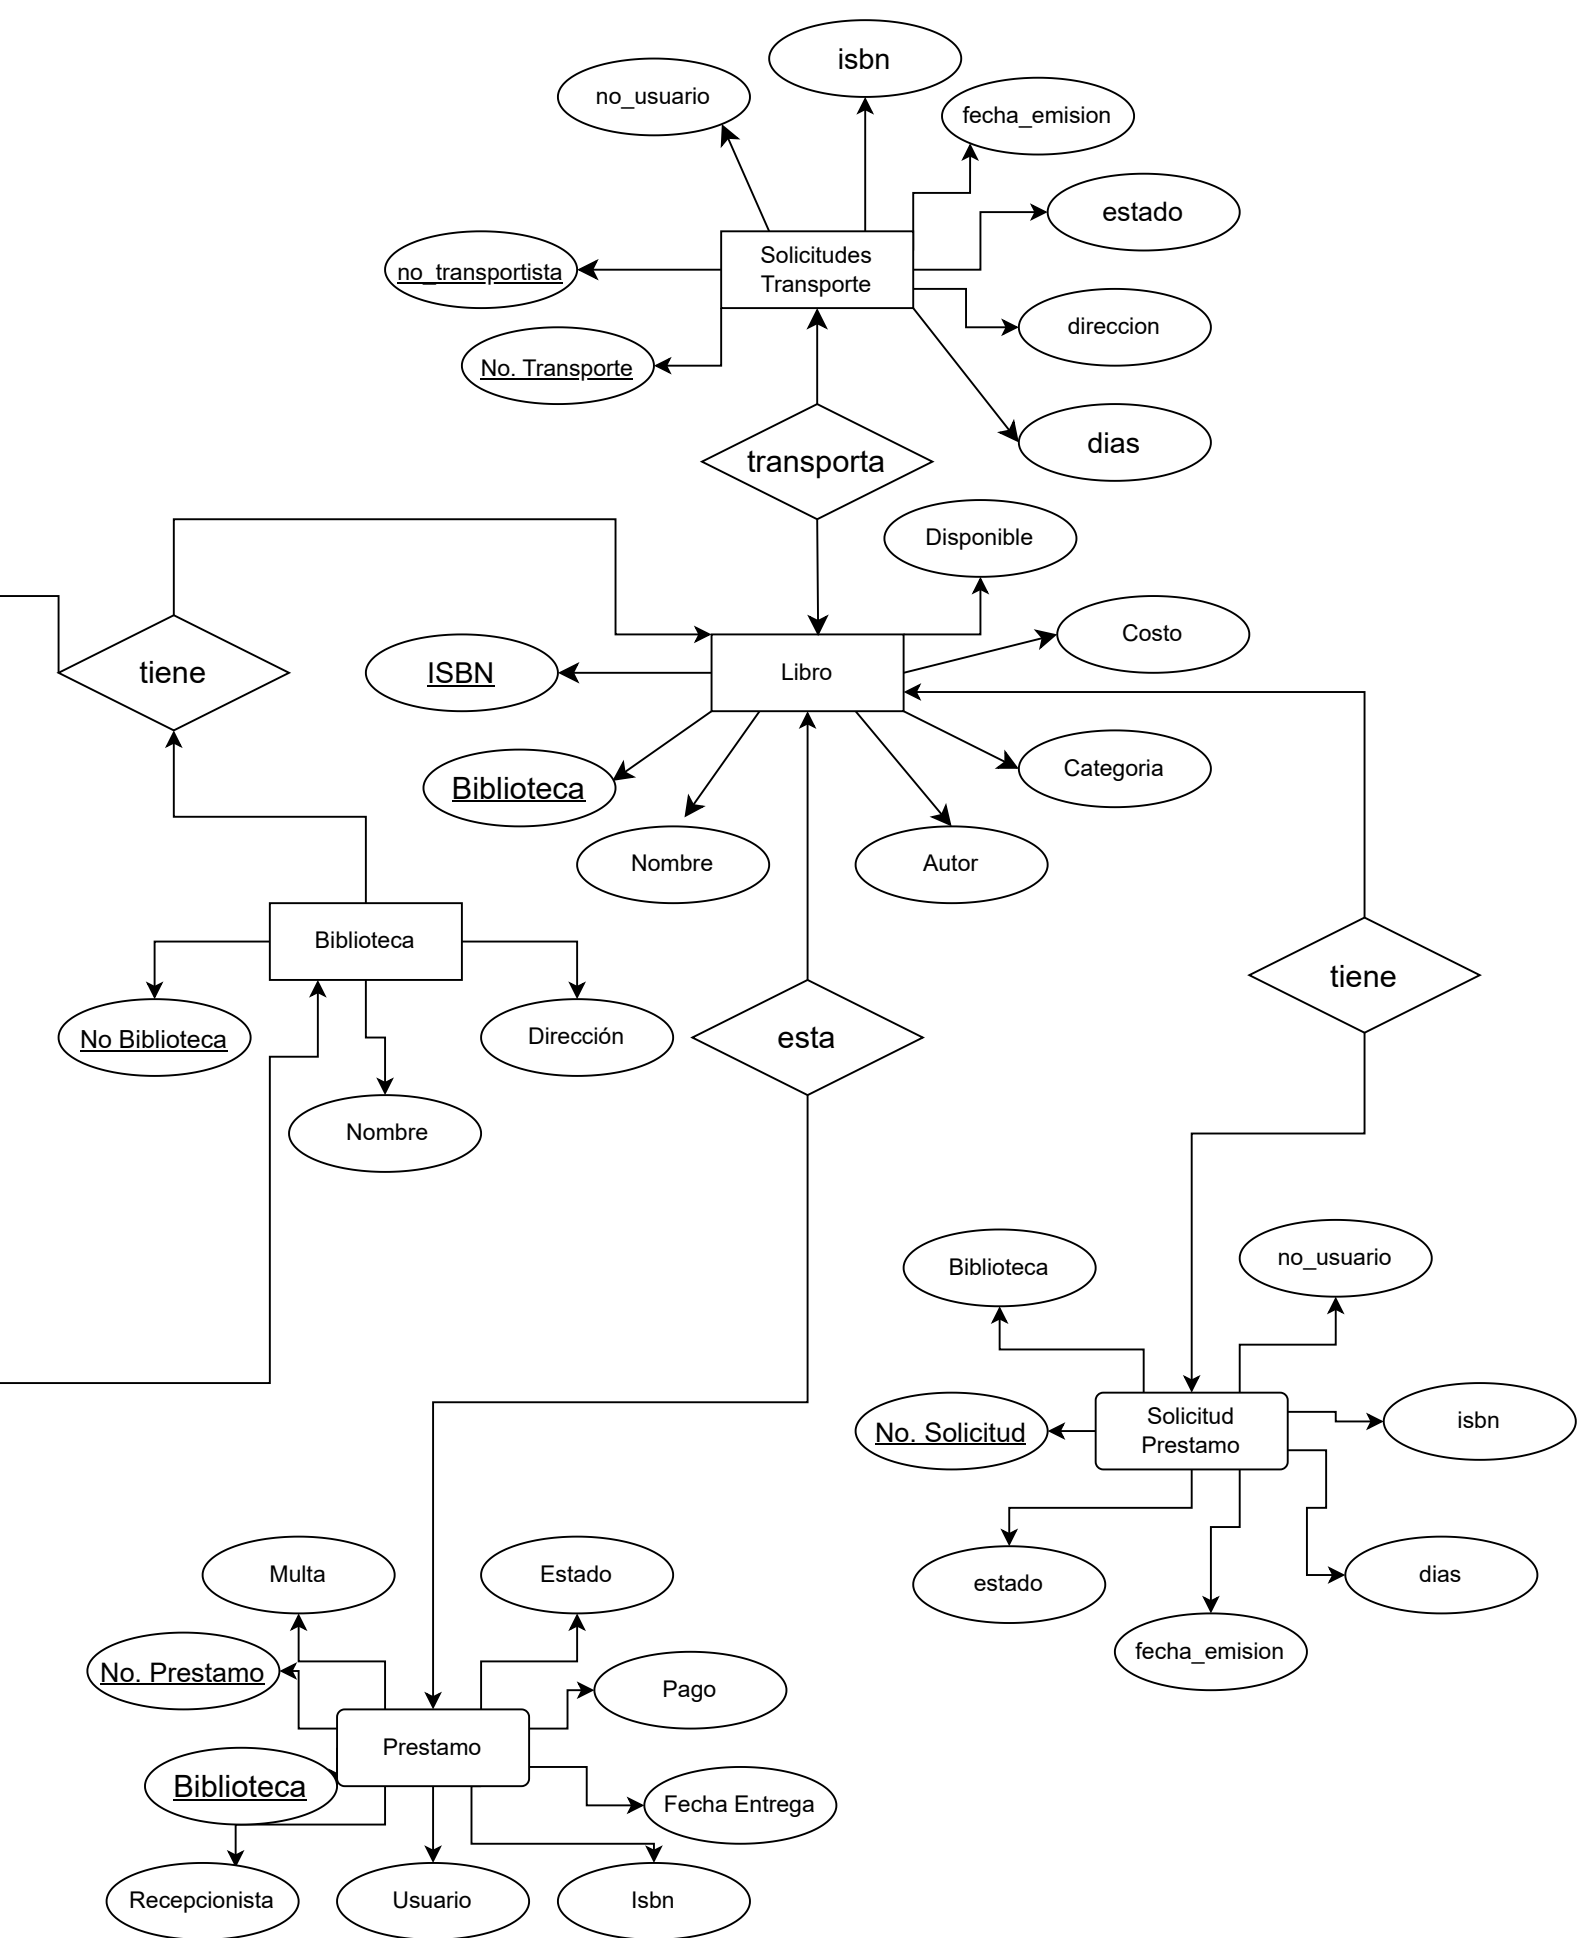 isbn
no_usuario
fecha_emision
estado
Solicitudes
Transporte
no_transportista
direccion
No. Transporte
dias
transporta
Disponible
Costo
tiene
ISBN
Libro
Categoria
Biblioteca
Nombre
Autor
Biblioteca
tiene
No Biblioteca
Dirección
esta
Nombre
Biblioteca
no_usuario
Solicitud
Prestamo
isbn
No. Solicitud
estado
dias
fecha_emision
Multa
Estado
No. Prestamo
Pago
Prestamo
Biblioteca
Fecha Entrega
Recepcionista
Usuario
Isbn